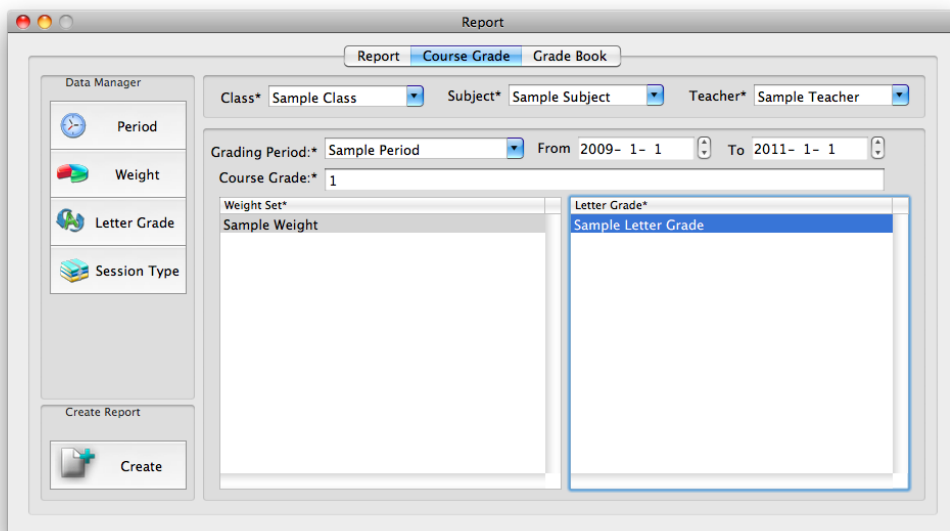 Report
Report Course Grade Grade Book
Data Manager
Period
Weight
Letter Grade
Session Type
Create Report
Create
Class* Sample Class Subject* Sample Subject Teacher* Sample Teacher
Grading Period:* Sample Period From 2009- 1- 1 To 2011- 1- 1
Course Grade:* 1
Weight Set*
Sample Weight
Letter Grade*
Sample Letter Grade